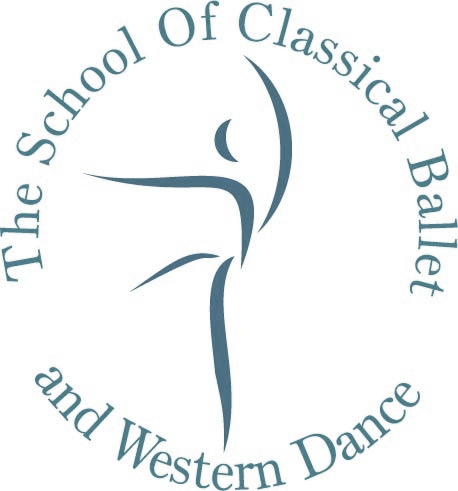 The School Of Classical Ballet
and Western Dance